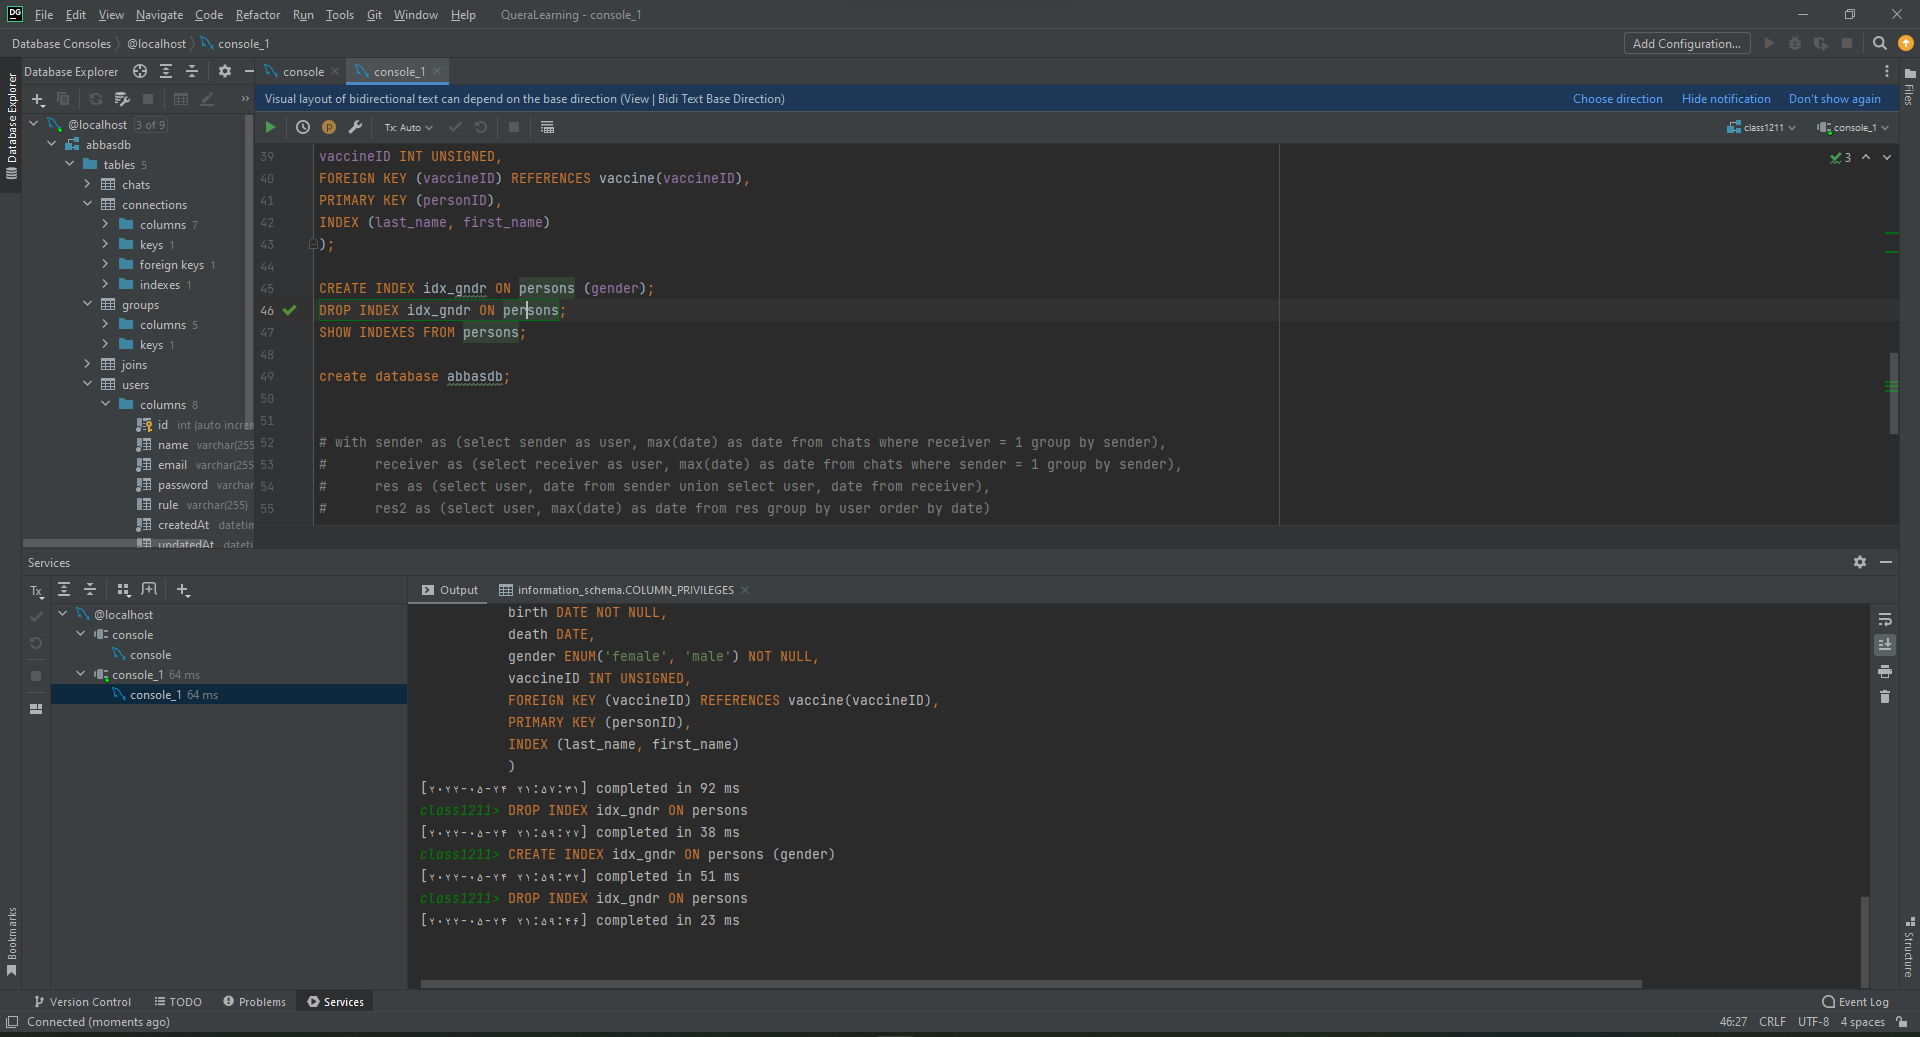 DG File Edit View Navigate Code Refactor Run Tools Git Window Help QueraLearning - console_1
Database Consoles @localhost console_1 Add Configuration...
Database Explorer console console_1
Visual layout of bidirectional text can depend on the base direction (View | Bidi Text Base Direction) Choose direction Hide notification Don't show again
Tx: Auto class1211 console_1
Database Explorer
Files
@localhost 3 of 9
abbasdb
tables 5
chats
connections
columns 7
keys 1
foreign keys 1
indexes 1
groups
columns 5
keys 1
joins
users
columns 8
id int (auto incre
name varchar(255
email varchar(255
password varchar
rule varchar(255)
createdAt datetim
updatedAt dateti
3
39 vaccineID INT UNSIGNED,
40 FOREIGN KEY (vaccineID) REFERENCES vaccine(vaccineID),
41 PRIMARY KEY (personID),
42 INDEX (last_name, first_name)
43 );
44
45 CREATE INDEX idx_gndr ON persons (gender);
46 DROP INDEX idx_gndr ON persons;
47 SHOW INDEXES FROM persons;
48
49 create database abbasdb;
50
51
52 # with sender as (select sender as user, max(date) as date from chats where receiver = 1 group by sender),
53 # receiver as (select receiver as user, max(date) as date from chats where sender = 1 group by sender),
54 # res as (select user, date from sender union select user, date from receiver),
55 # res2 as (select user, max(date) as date from res group by user order by date)
Services
Tx
@localhost
console
console
console_1 64 ms
console_1 64 ms
Output information_schema.COLUMN_PRIVILEGES
birth DATE NOT NULL,
death DATE,
gender ENUM('female', 'male') NOT NULL,
vaccineID INT UNSIGNED,
FOREIGN KEY (vaccineID) REFERENCES vaccine(vaccineID),
PRIMARY KEY (personID),
INDEX (last_name, first_name)
)
[۲۰۲۲-۰۵-۲۴ ۲۱:۵۷:۳۱] completed in 92 ms
class1211> DROP INDEX idx_gndr ON persons
[۲۰۲۲-۰۵-۲۴ ۲۱:۵۹:۲۷] completed in 38 ms
class1211> CREATE INDEX idx_gndr ON persons (gender)
[۲۰۲۲-۰۵-۲۴ ۲۱:۵۹:۳۲] completed in 51 ms
class1211> DROP INDEX idx_gndr ON persons
[۲۰۲۲-۰۵-۲۴ ۲۱:۵۹:۴۶] completed in 23 ms
Bookmarks
Structure
Version Control TODO Problems Services Event Log
Connected (moments ago) 46:27 CRLF UTF-8 4 spaces